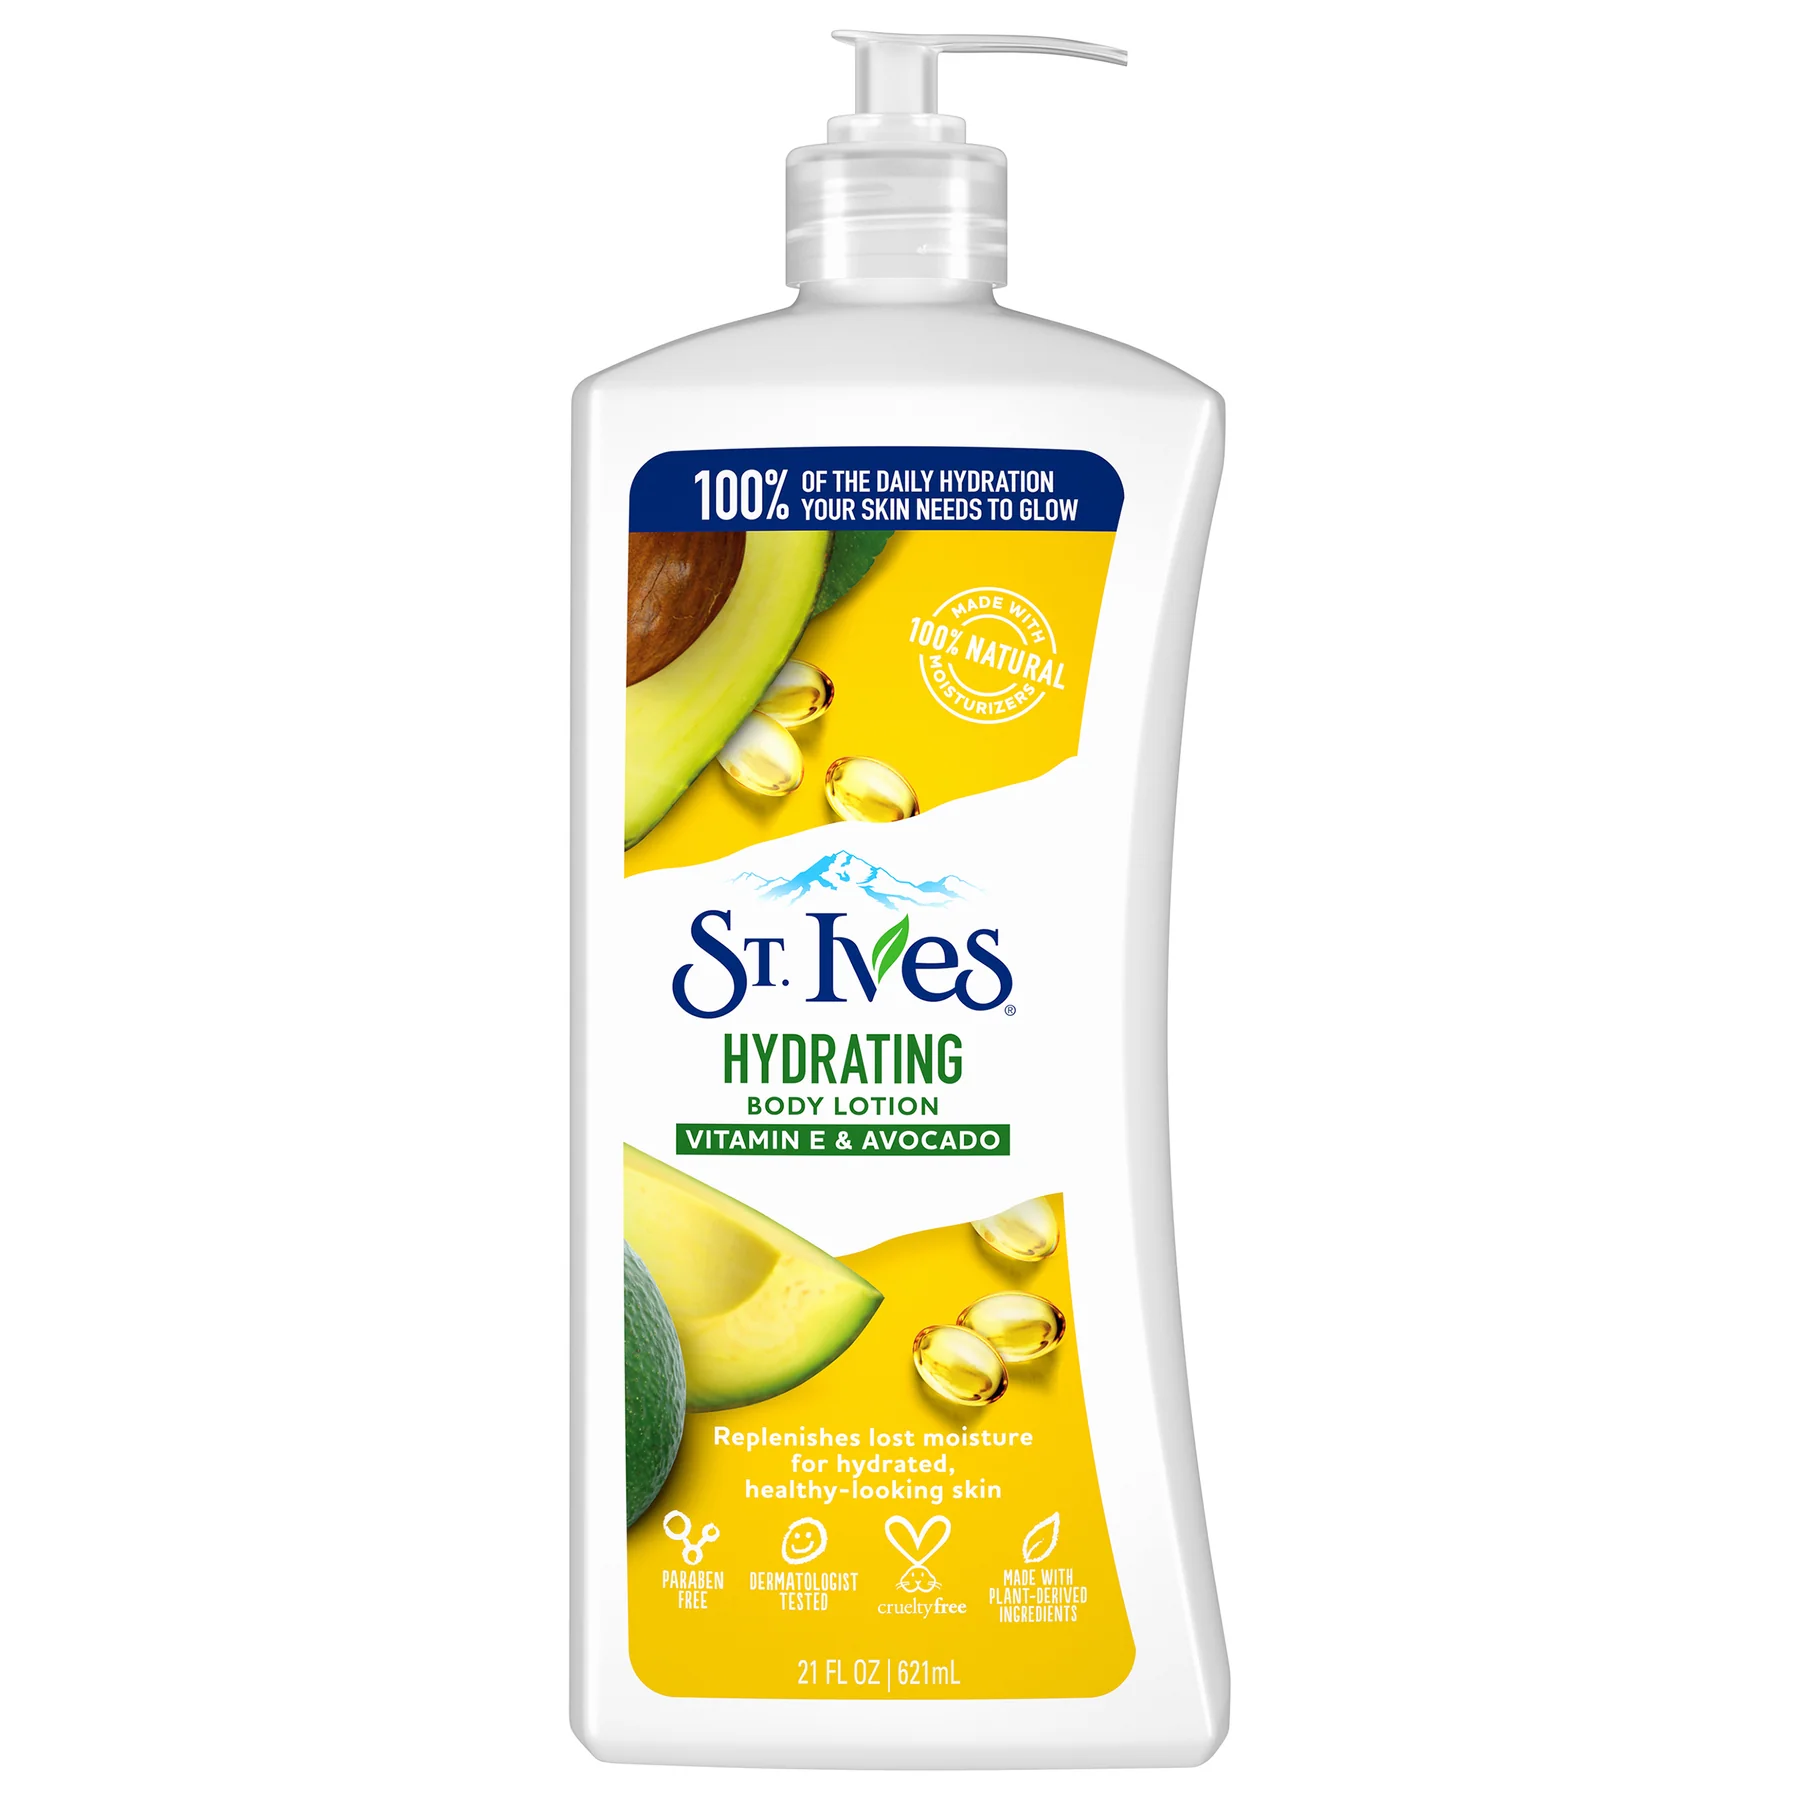 100% OF THE DAILY HYDRATION
YOUR SKIN NEEDS TO GLOW
MADE WITH
100% NATURAL
MOISTURIZERS
ST. IVES®
HYDRATING
BODY LOTION
VITAMIN E & AVOCADO
Replenishes lost moisture
for hydrated,
healthy-looking skin
PARABEN
FREE
DERMATOLOGIST
TESTED
crueltyfree
MADE WITH
PLANT-DERIVED
INGREDIENTS
21 FL OZ | 621mL